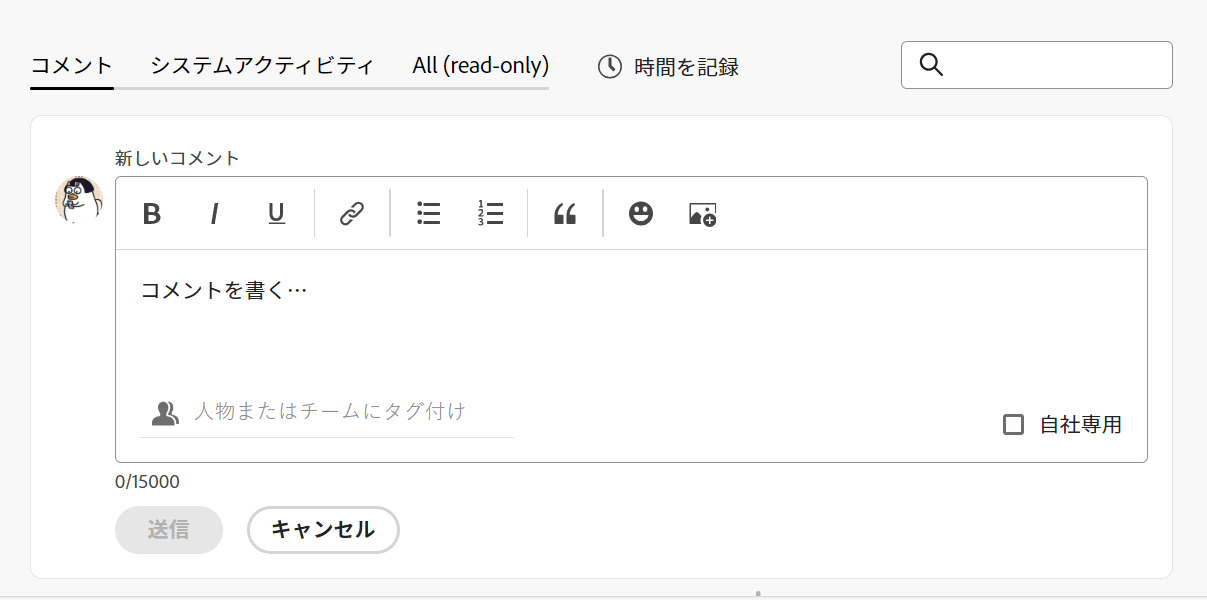 コメント システムアクティビティ All (read-only) 時間を記録
新しいコメント
B I U
コメントを書く…
人物またはチームにタグ付け
自社専用
0/15000
送信 キャンセル